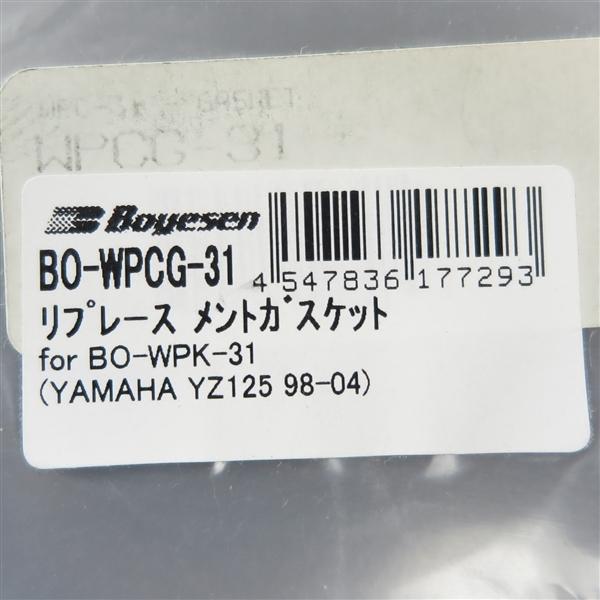 WPCG-31
Boyesen
BO-WPCG-31
4 547836 177293
リプレース メントガスケット
for BO-WPK-31
(YAMAHA YZ125 98-04)